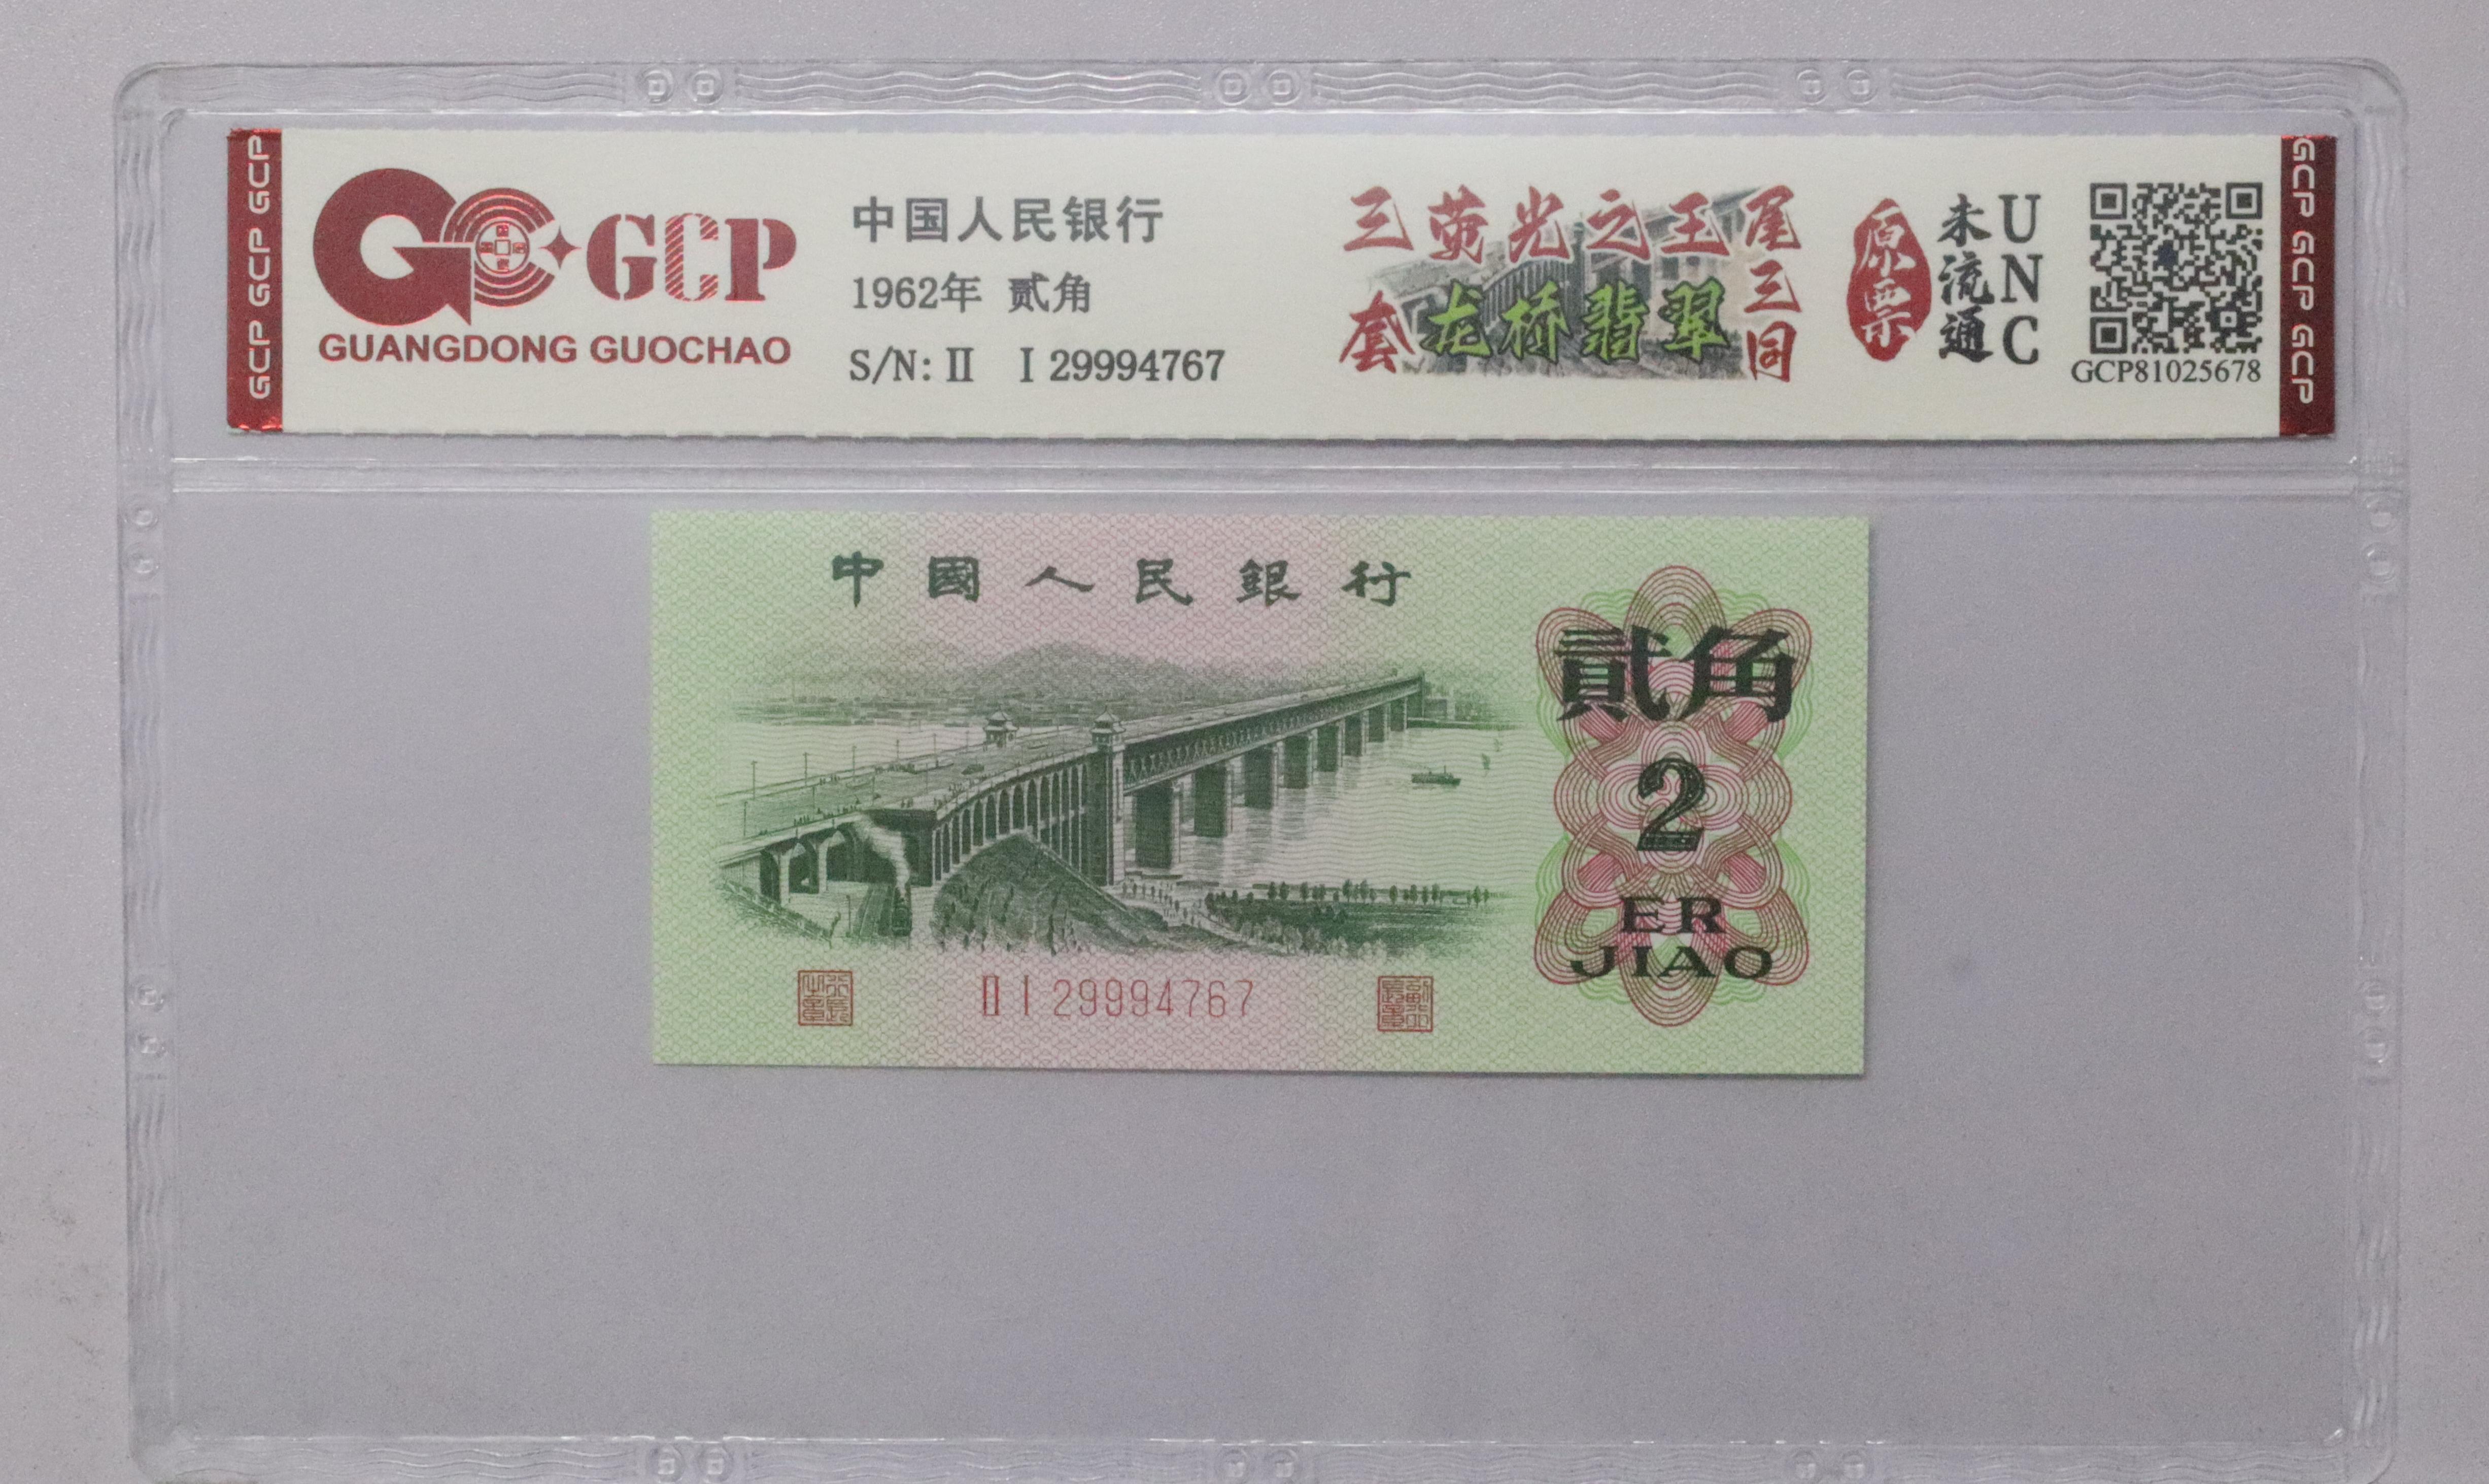 GCP GCP GCP
GCP
GUANGDONG GUOCHAO
中国人民银行
1962年 贰角
S/N: II I 29994767
三套
荧光之王
龙桥翡翠
尾三同
原票
未流通
UNC
GCP81025678
GCP GCP GCP
中國人民銀行
貳角
2
ER
JIAO
II I 29994767